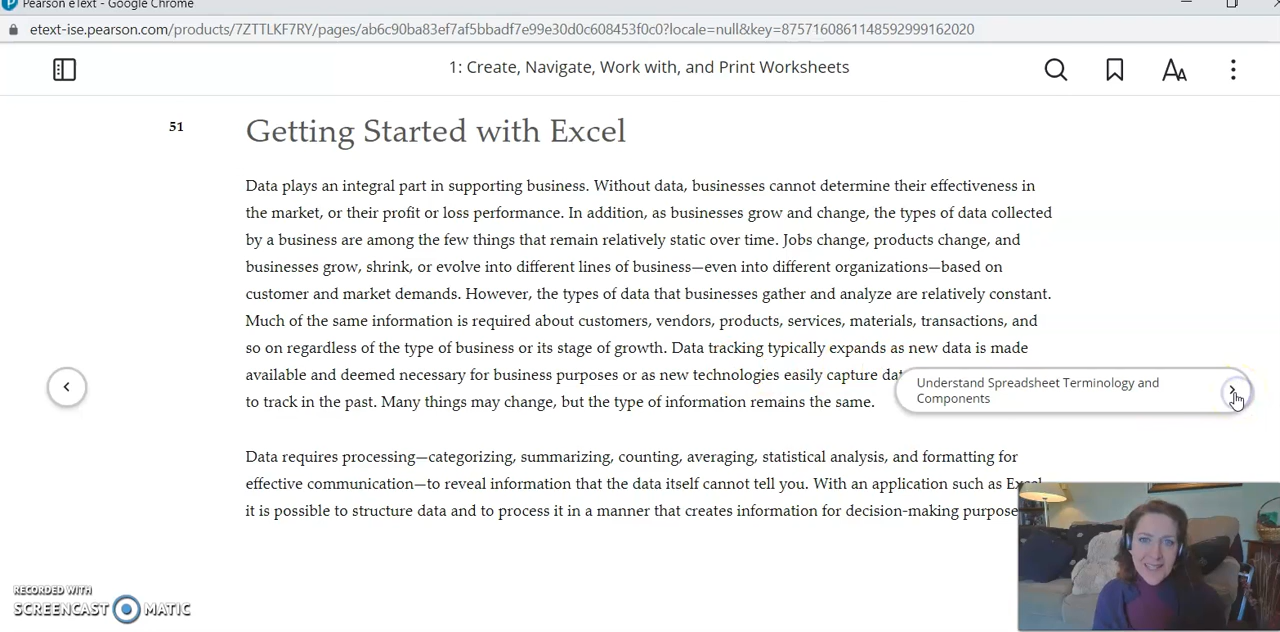 Pearson eText - Google Chrome
etext-ise.pearson.com/products/7ZTTLKF7RY/pages/ab6c90ba83ef7af5bbadf7e99e30d0c608453f0c0?locale=null&key=8757160861148592999162020
1: Create, Navigate, Work with, and Print Worksheets
AA
51
Getting Started with Excel
Data plays an integral part in supporting business. Without data, businesses cannot determine their effectiveness in
the market, or their profit or loss performance. In addition, as businesses grow and change, the types of data collected
by a business are among the few things that remain relatively static over time. Jobs change, products change, and
businesses grow, shrink, or evolve into different lines of business—even into different organizations—based on
customer and market demands. However, the types of data that businesses gather and analyze are relatively constant.
Much of the same information is required about customers, vendors, products, services, materials, transactions, and
so on regardless of the type of business or its stage of growth. Data tracking typically expands as new data is made
available and deemed necessary for business purposes or as new technologies easily capture
to track in the past. Many things may change, but the type of information remains the same.
Understand Spreadsheet Terminology and
Components
Data requires processing—categorizing, summarizing, counting, averaging, statistical analysis, and formatting for
effective communication—to reveal information that the data itself cannot tell you. With an application such as Excel,
it is possible to structure data and to process it in a manner that creates information for decision-making purpose
RECORDED WITH
SCREENCAST MATIC